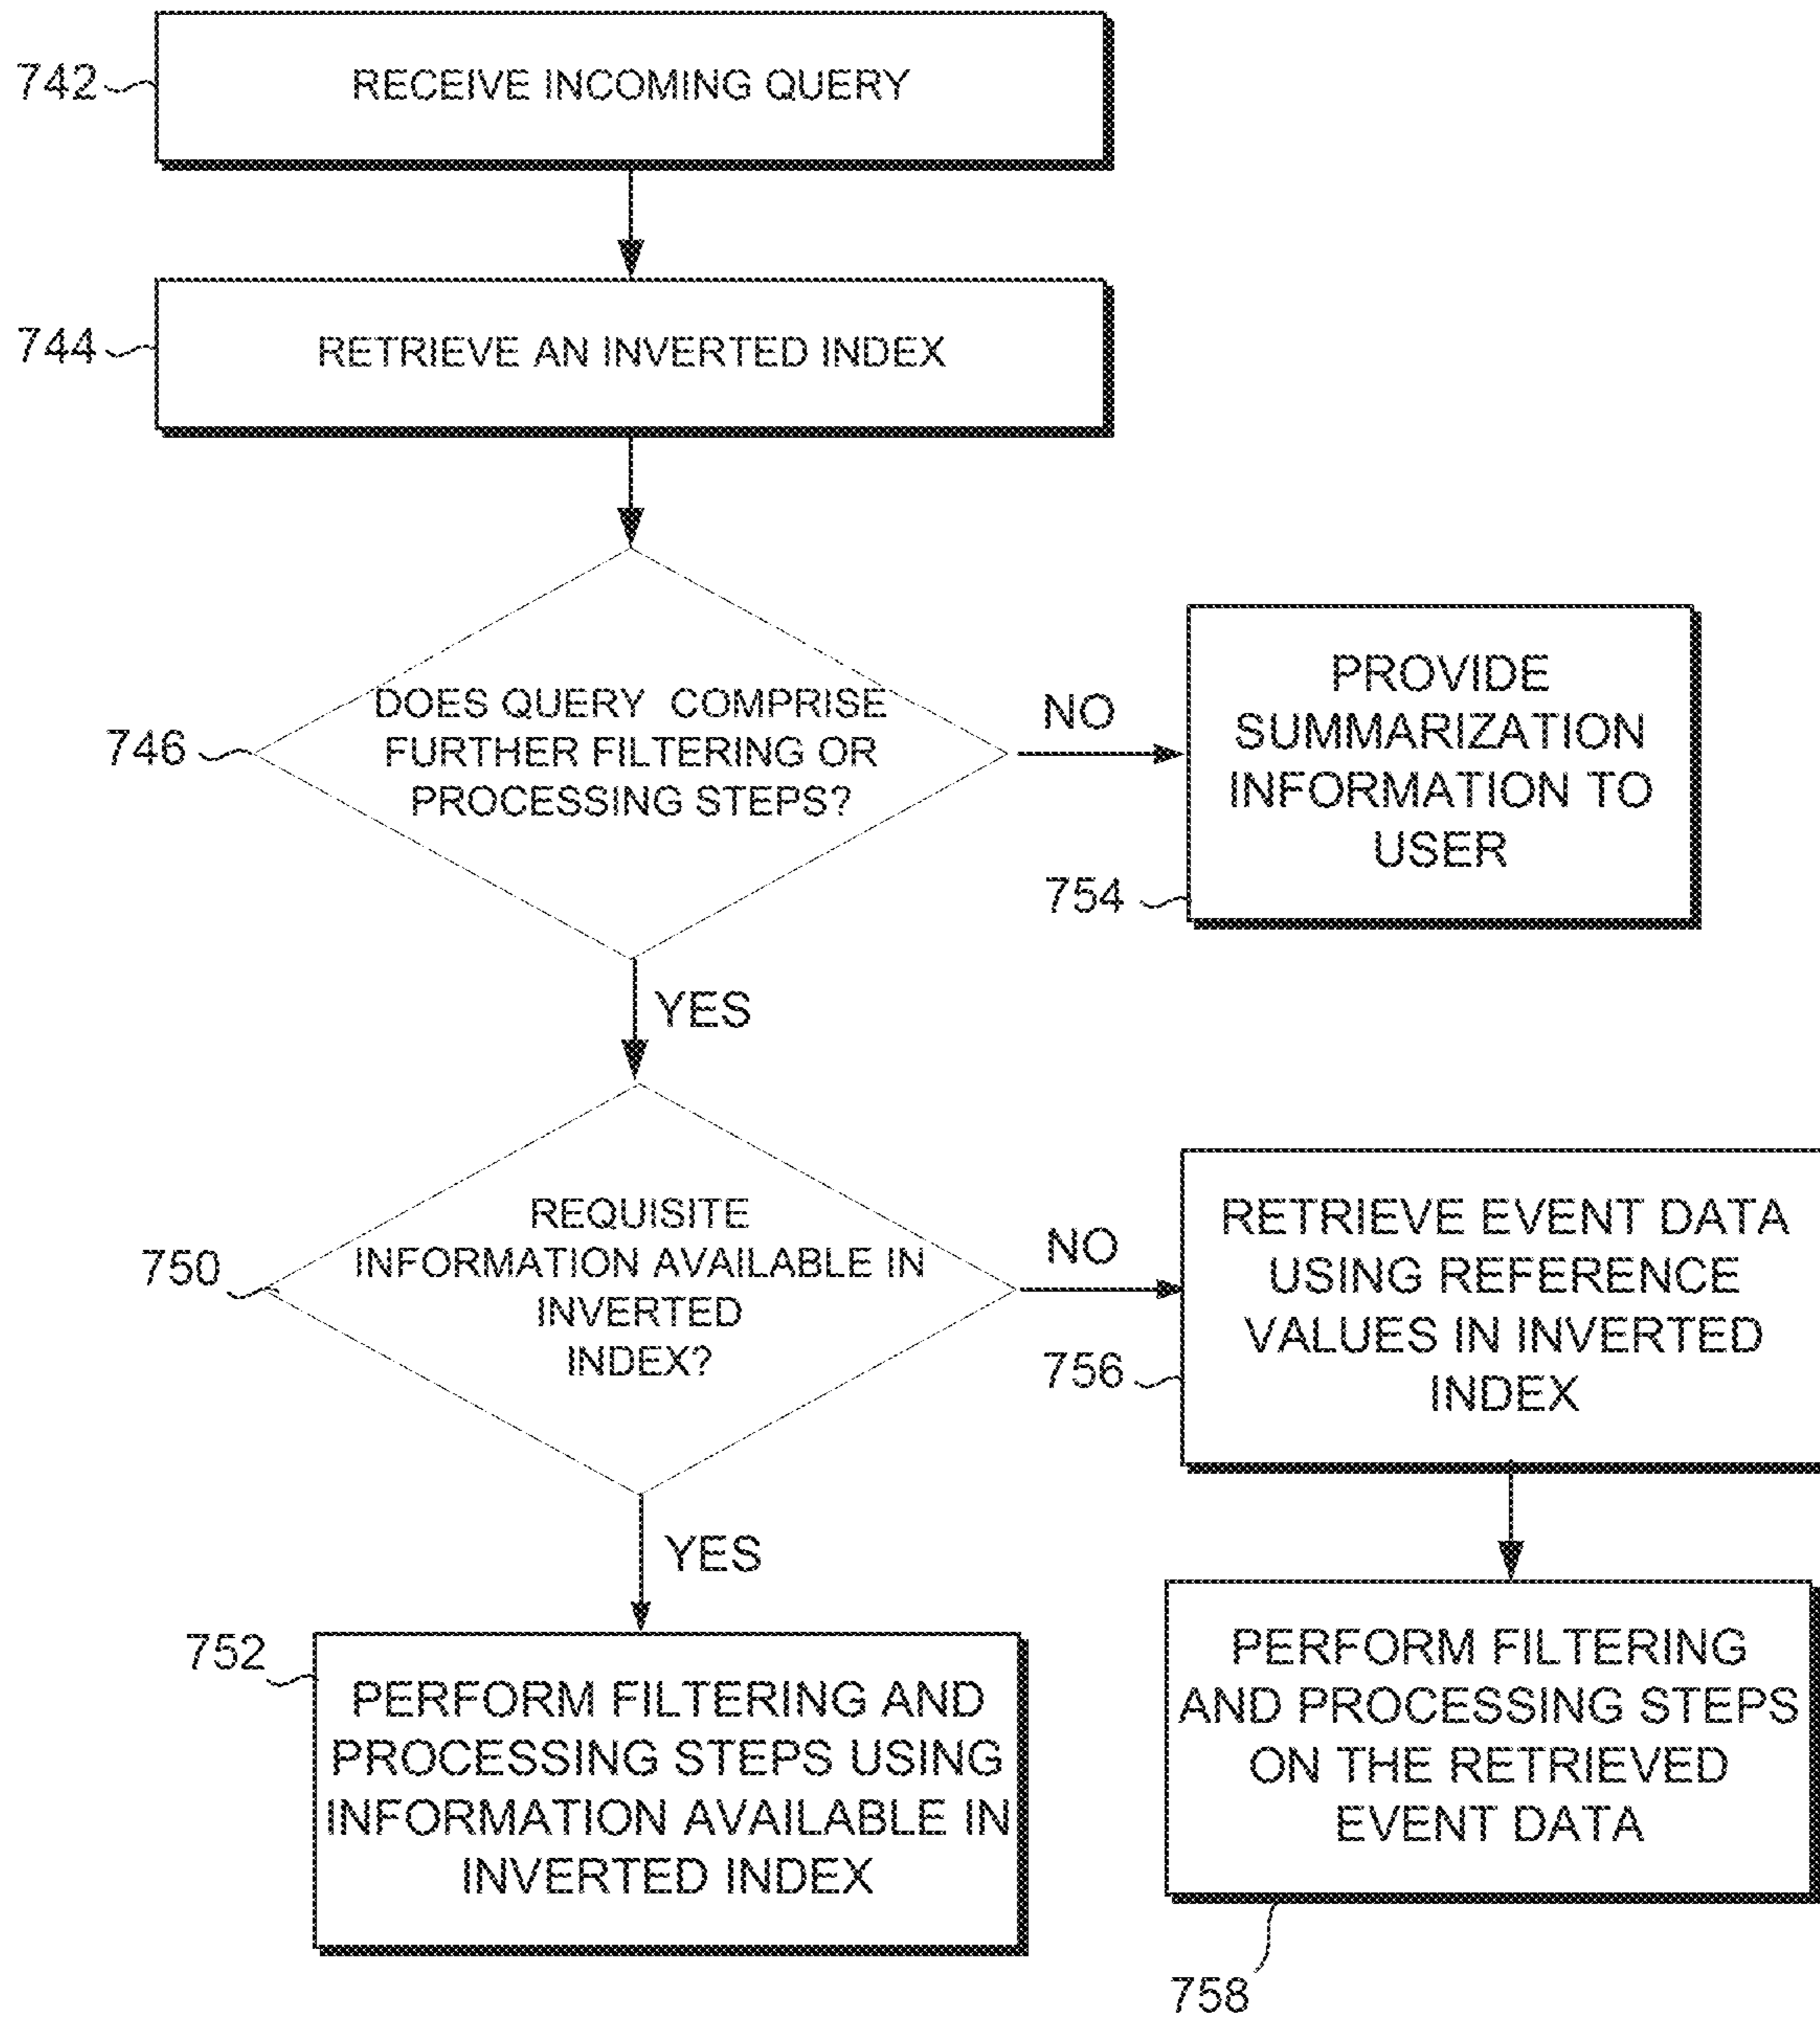 742
RECEIVE INCOMING QUERY
744
RETRIEVE AN INVERTED INDEX
746
DOES QUERY COMPRISE
FURTHER FILTERING OR
PROCESSING STEPS?
NO
PROVIDE
SUMMARIZATION
INFORMATION TO
USER
754
YES
750
REQUISITE
INFORMATION AVAILABLE IN
INVERTED
INDEX?
NO
RETRIEVE EVENT DATA
USING REFERENCE
VALUES IN INVERTED
INDEX
756
YES
752
PERFORM FILTERING AND
PROCESSING STEPS USING
INFORMATION AVAILABLE IN
INVERTED INDEX
PERFORM FILTERING
AND PROCESSING STEPS
ON THE RETRIEVED
EVENT DATA
758